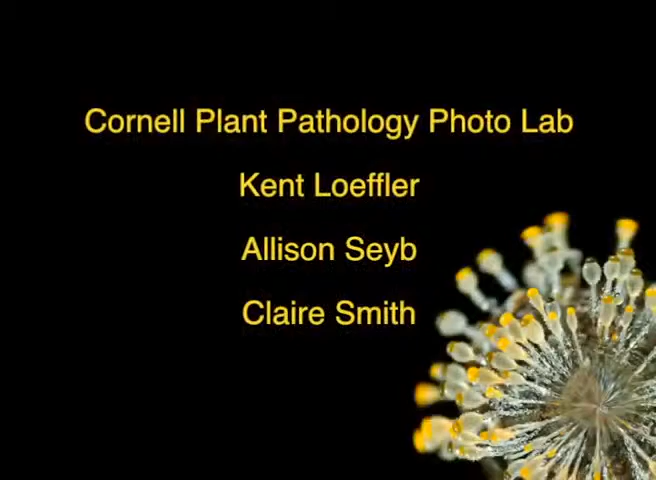 Cornell Plant Pathology Photo Lab
Kent Loeffler
Allison Seyb
Claire Smith